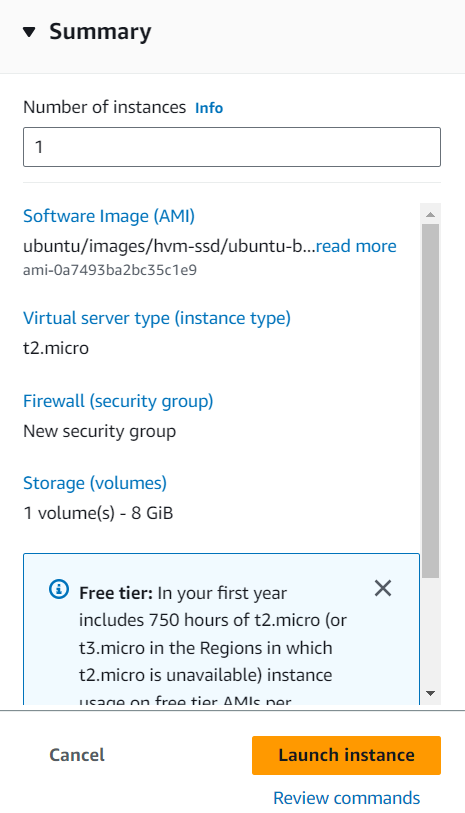 Summary
Number of instances Info
1
Software Image (AMI)
ubuntu/images/hvm-ssd/ubuntu-b...read more
ami-0a7493ba2bc35c1e9
Virtual server type (instance type)
t2.micro
Firewall (security group)
New security group
Storage (volumes)
1 volume(s) - 8 GiB
Free tier: In your first year
includes 750 hours of t2.micro (or
t3.micro in the Regions in which
t2.micro is unavailable) instance
usage on free tier AMIs per
Cancel
Launch instance
Review commands